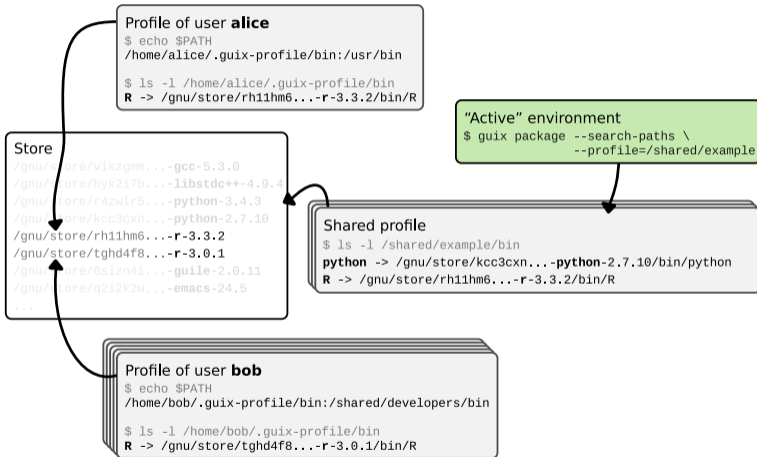 Profile of user alice
$ echo $PATH
/home/alice/.guix-profile/bin:/usr/bin
$ ls -l /home/alice/.guix-profile/bin
R -> /gnu/store/rh11hm6...-r-3.3.2/bin/R
“Active” environment
$ guix package --search-paths \
--profile=/shared/example
Store
/gnu/store/vikzgmm...-gcc-5.3.0
/gnu/store/hyk2i7b...-libstdc++-4.9.4
/gnu/store/r4zwlr5...-python-3.4.3
/gnu/store/kcc3cxn...-python-2.7.10
/gnu/store/rh11hm6...-r-3.3.2
/gnu/store/tghd4f8...-r-3.0.1
/gnu/store/6slzn4i...-guile-2.0.11
/gnu/store/q2i2k2w...-emacs-24.5
...
Shared profile
$ ls -l /shared/example/bin
python -> /gnu/store/kcc3cxn...-python-2.7.10/bin/python
R -> /gnu/store/rh11hm6...-r-3.3.2/bin/R
Profile of user bob
$ echo $PATH
/home/bob/.guix-profile/bin:/shared/developers/bin
$ ls -l /home/bob/.guix-profile/bin
R -> /gnu/store/tghd4f8...-r-3.0.1/bin/R